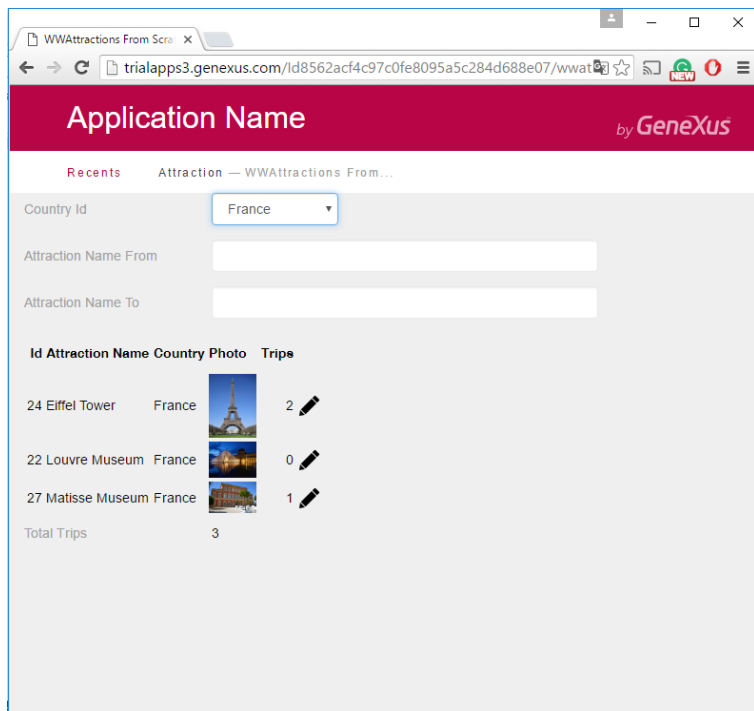 WWAttractions From Scra
trialapps3.genexus.com/Id8562acf4c97c0fe8095a5c284d688e07/wwat
NEW
Application Name
by GeneXus
Recents Attraction — WWAttractions From...
Country Id France
Attraction Name From
Attraction Name To
Id Attraction Name Country Photo Trips
24 Eiffel Tower France 2
22 Louvre Museum France 0
27 Matisse Museum France 1
Total Trips 3